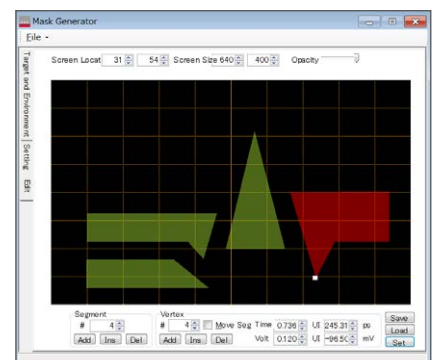 Mask Generator
File
Screen Locat 31 54 Screen Size 640 400 Opacity
Target and Environment
Setting
Edit
Segment
# 4
Add Ins Del
Vertex
# 4 Move Seg Time 0.736 UI 245.31 ps
Add Ins Del Volt 0.120 UI -96.50 mV
Save
Load
Set